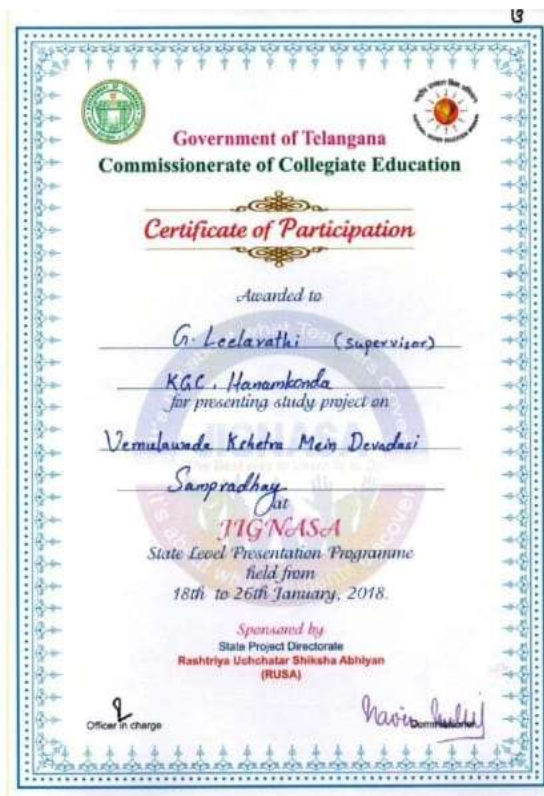 Government of Telangana
Commissionerate of Collegiate Education
Certificate of Participation
Awarded to
G. Leelavathi (supervisor)
KGC, Hanamkonda
for presenting study project on
Vemulawada Kshetra Mein Devadasi
Sampradhay
at
JIGNASA
State Level Presentation Programme
held from
18th to 26th January, 2018.
Sponsored by
State Project Directorate
Rashtriya Uchchatar Shiksha Abhiyan
(RUSA)
Officer in charge
Commissioner